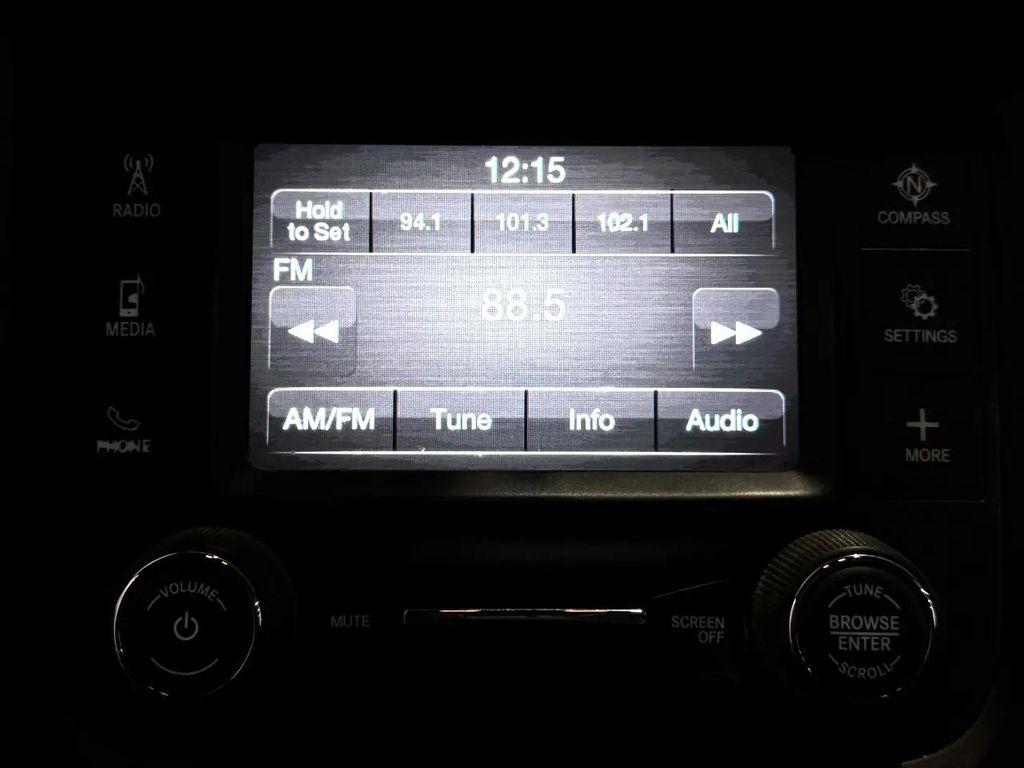 12:15
Hold
to Set
94.1
101.3
102.1
All
FM
88.5
AM/FM
Tune
Info
Audio
RADIO
MEDIA
PHONE
N
COMPASS
SETTINGS
MORE
VOLUME
MUTE
SCREEN
OFF
TUNE
BROWSE
ENTER
SCROLL